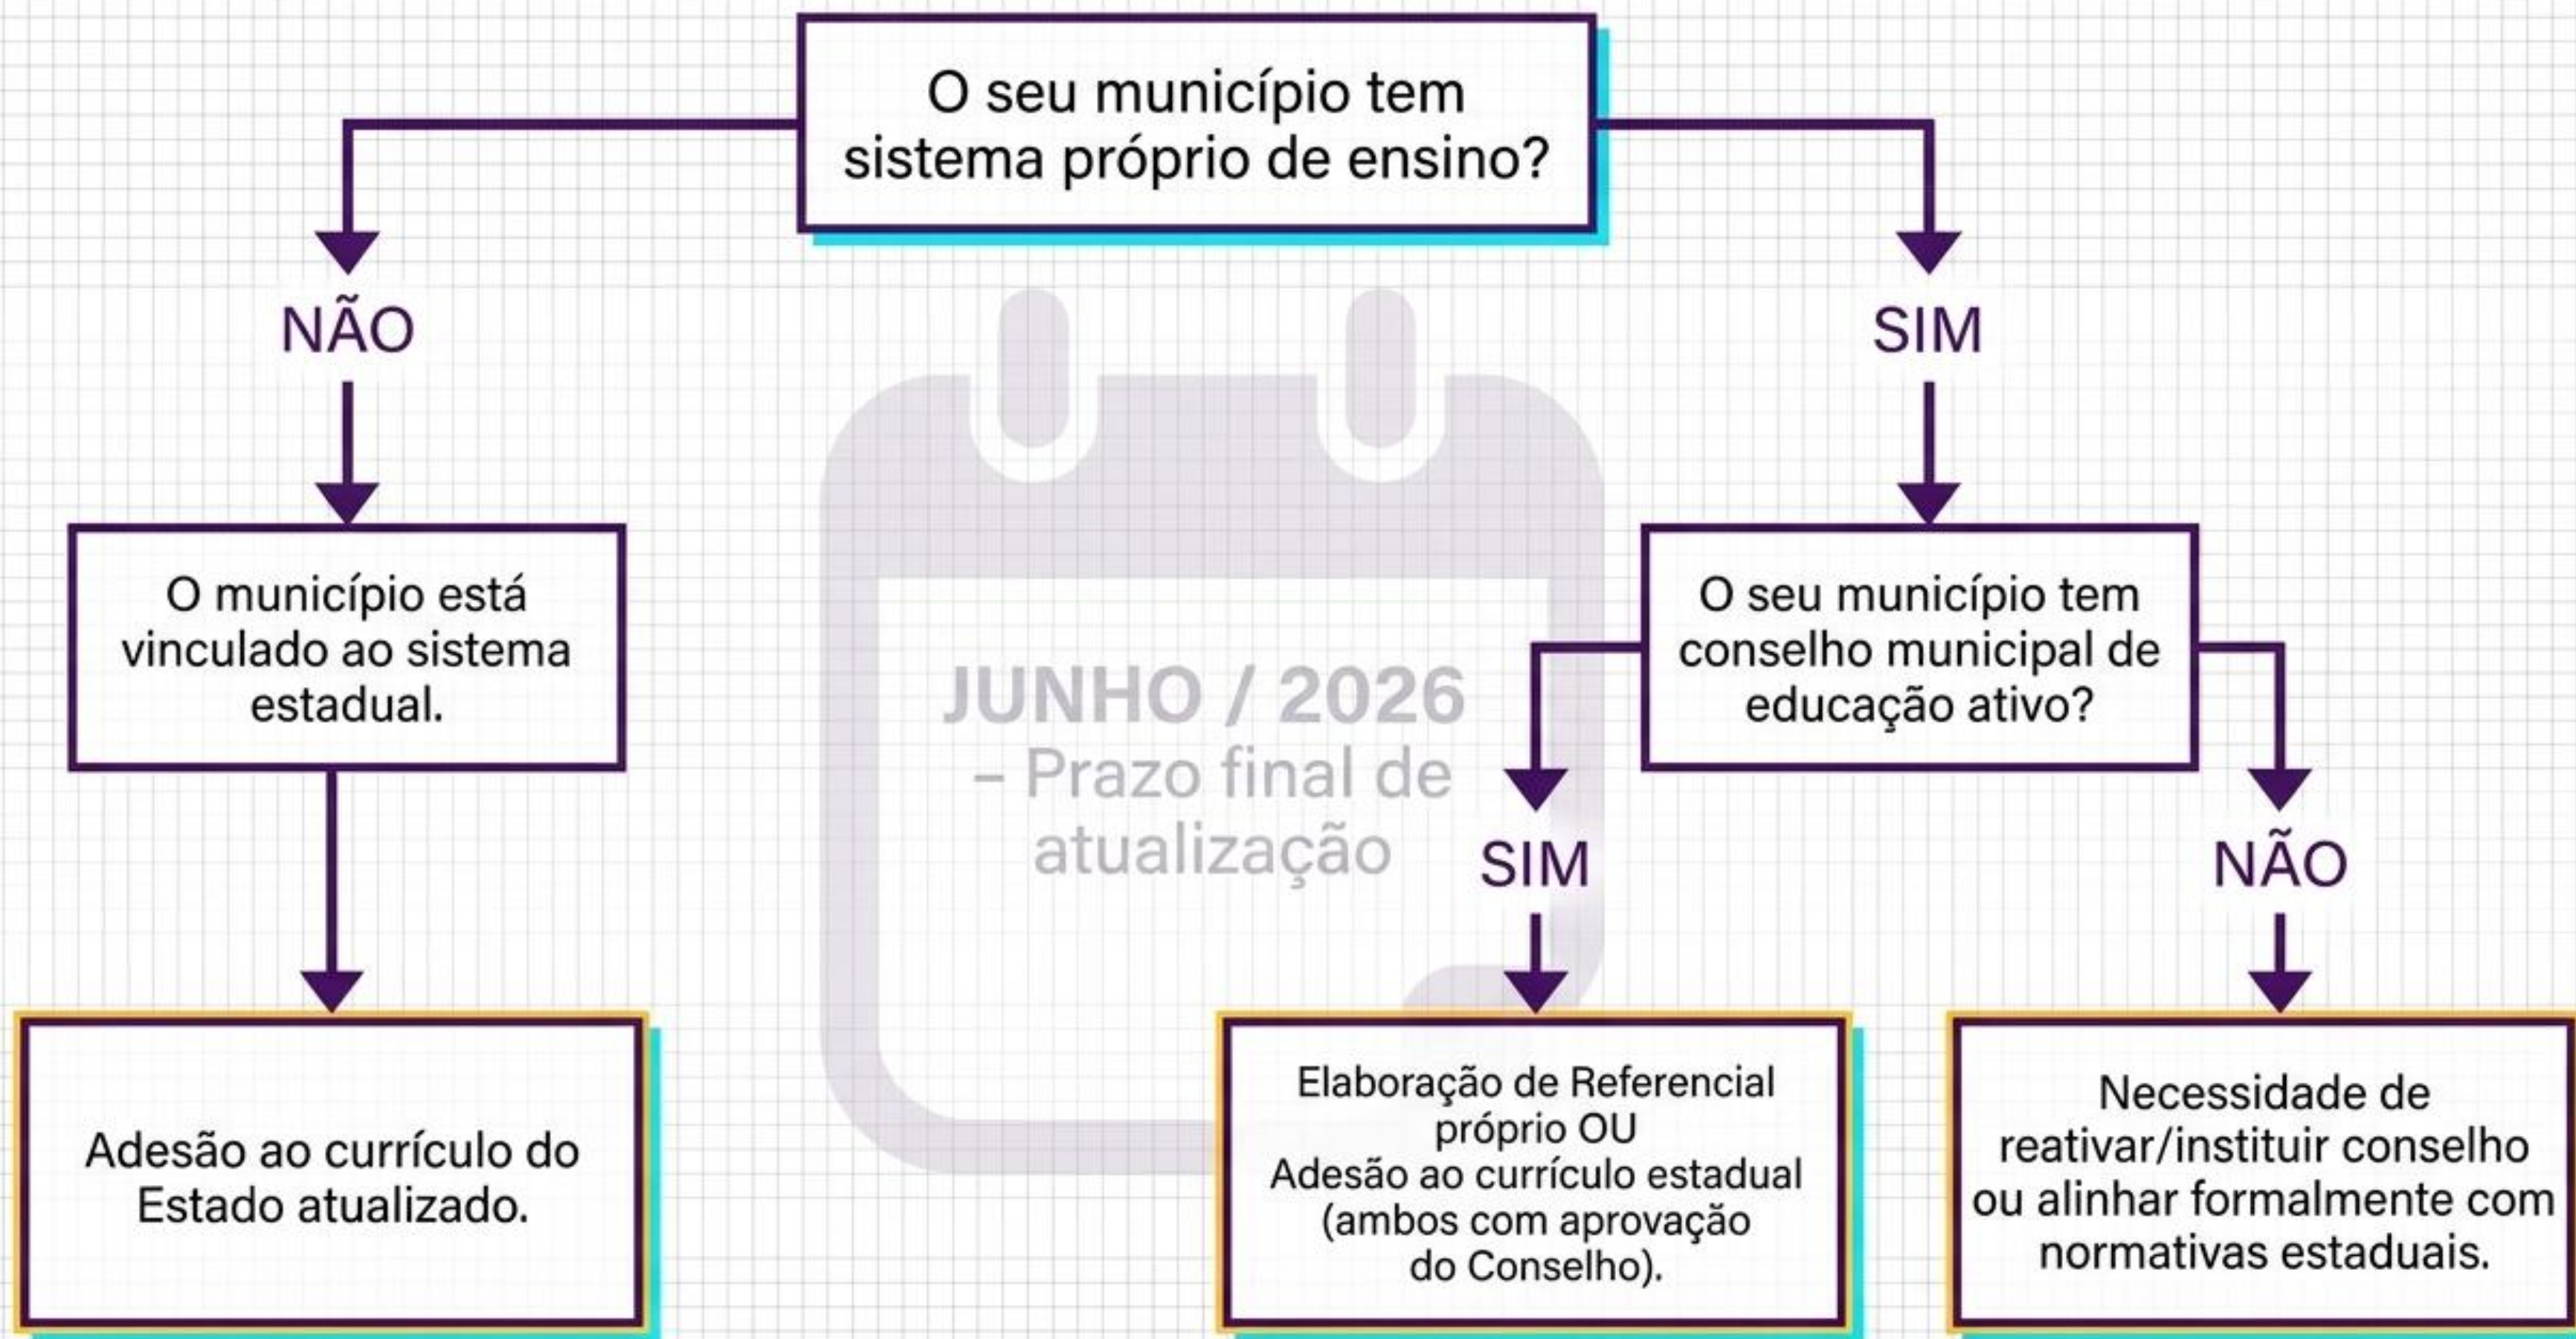 O seu município tem
sistema próprio de ensino?
NÃO
SIM
O município está
vinculado ao sistema
estadual.
O seu município tem
conselho municipal de
educação ativo?
JUNHO / 2026
– Prazo final de
atualização
SIM
NÃO
Adesão ao currículo do
Estado atualizado.
Elaboração de Referencial
próprio OU
Adesão ao currículo estadual
(ambos com aprovação
do Conselho).
Necessidade de
reativar/instituir conselho
ou alinhar formalmente com
normativas estaduais.